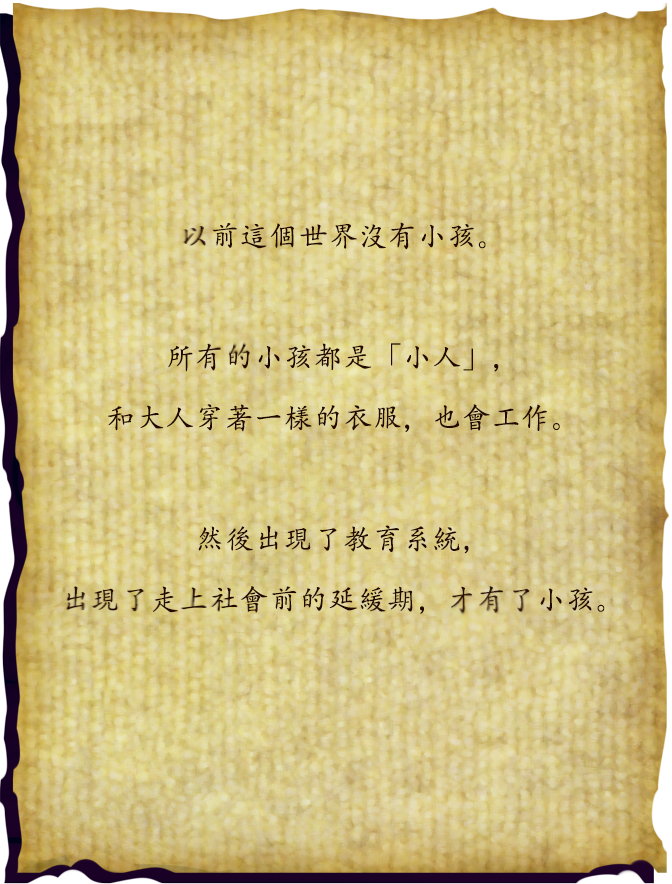 以前這個世界沒有小孩。
所有的小孩都是「小人」，
和大人穿著一樣的衣服，也會工作。
然後出現了教育系統，
出現了走上社會前的延緩期，才有了小孩。